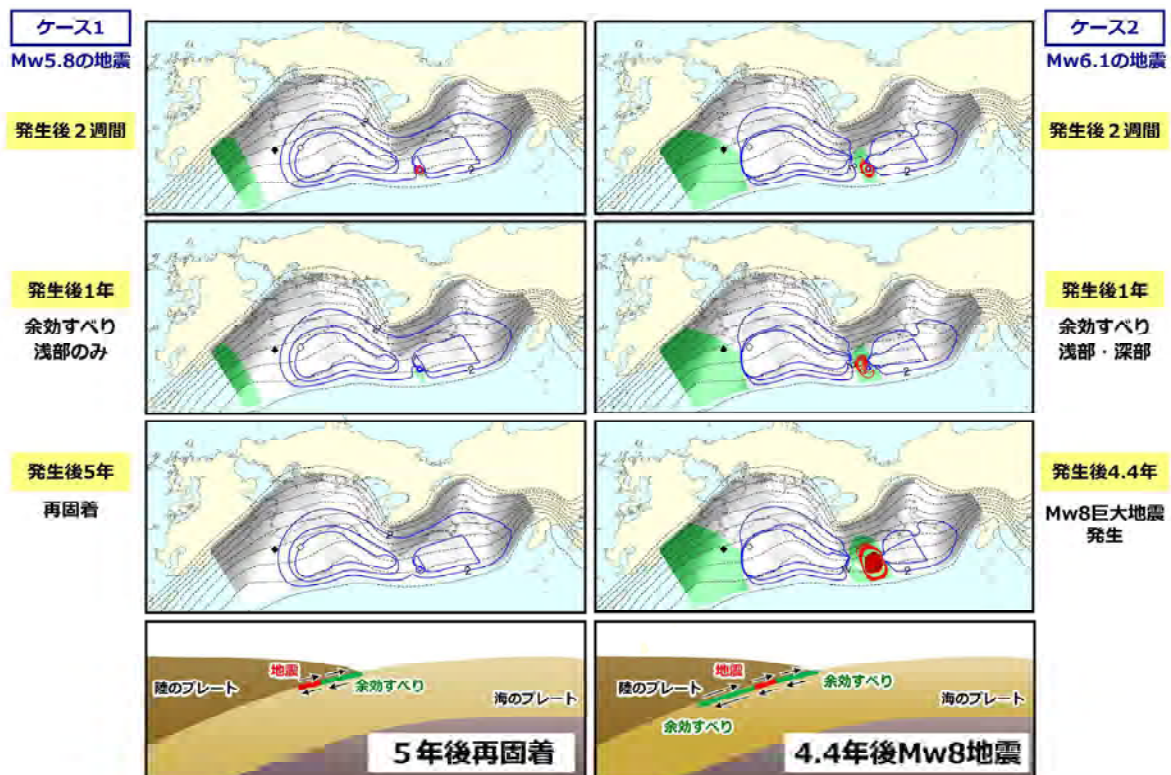 ケース1
Mw5.8の地震
発生後２週間
発生後1年
余効すべり
浅部のみ
発生後5年
再固着
ケース2
Mw6.1の地震
発生後２週間
発生後1年
余効すべり
浅部・深部
発生後4.4年
Mw8巨大地震
発生
2
2
2
2
2
2
陸のプレート
地震
余効すべり
海のプレート
５年後再固着
陸のプレート
地震
余効すべり
余効すべり
海のプレート
4.4年後Mw8地震